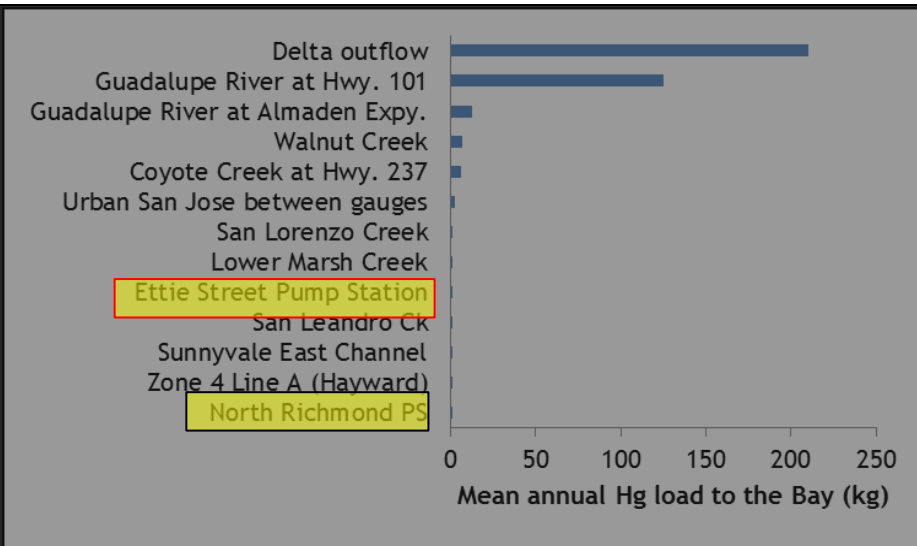 Delta outflow
Guadalupe River at Hwy. 101
Guadalupe River at Almaden Expy.
Walnut Creek
Coyote Creek at Hwy. 237
Urban San Jose between gauges
San Lorenzo Creek
Lower Marsh Creek
Ettie Street Pump Station
San Leandro Ck
Sunnyvale East Channel
Zone 4 Line A (Hayward)
North Richmond PS
0 50 100 150 200 250
Mean annual Hg load to the Bay (kg)